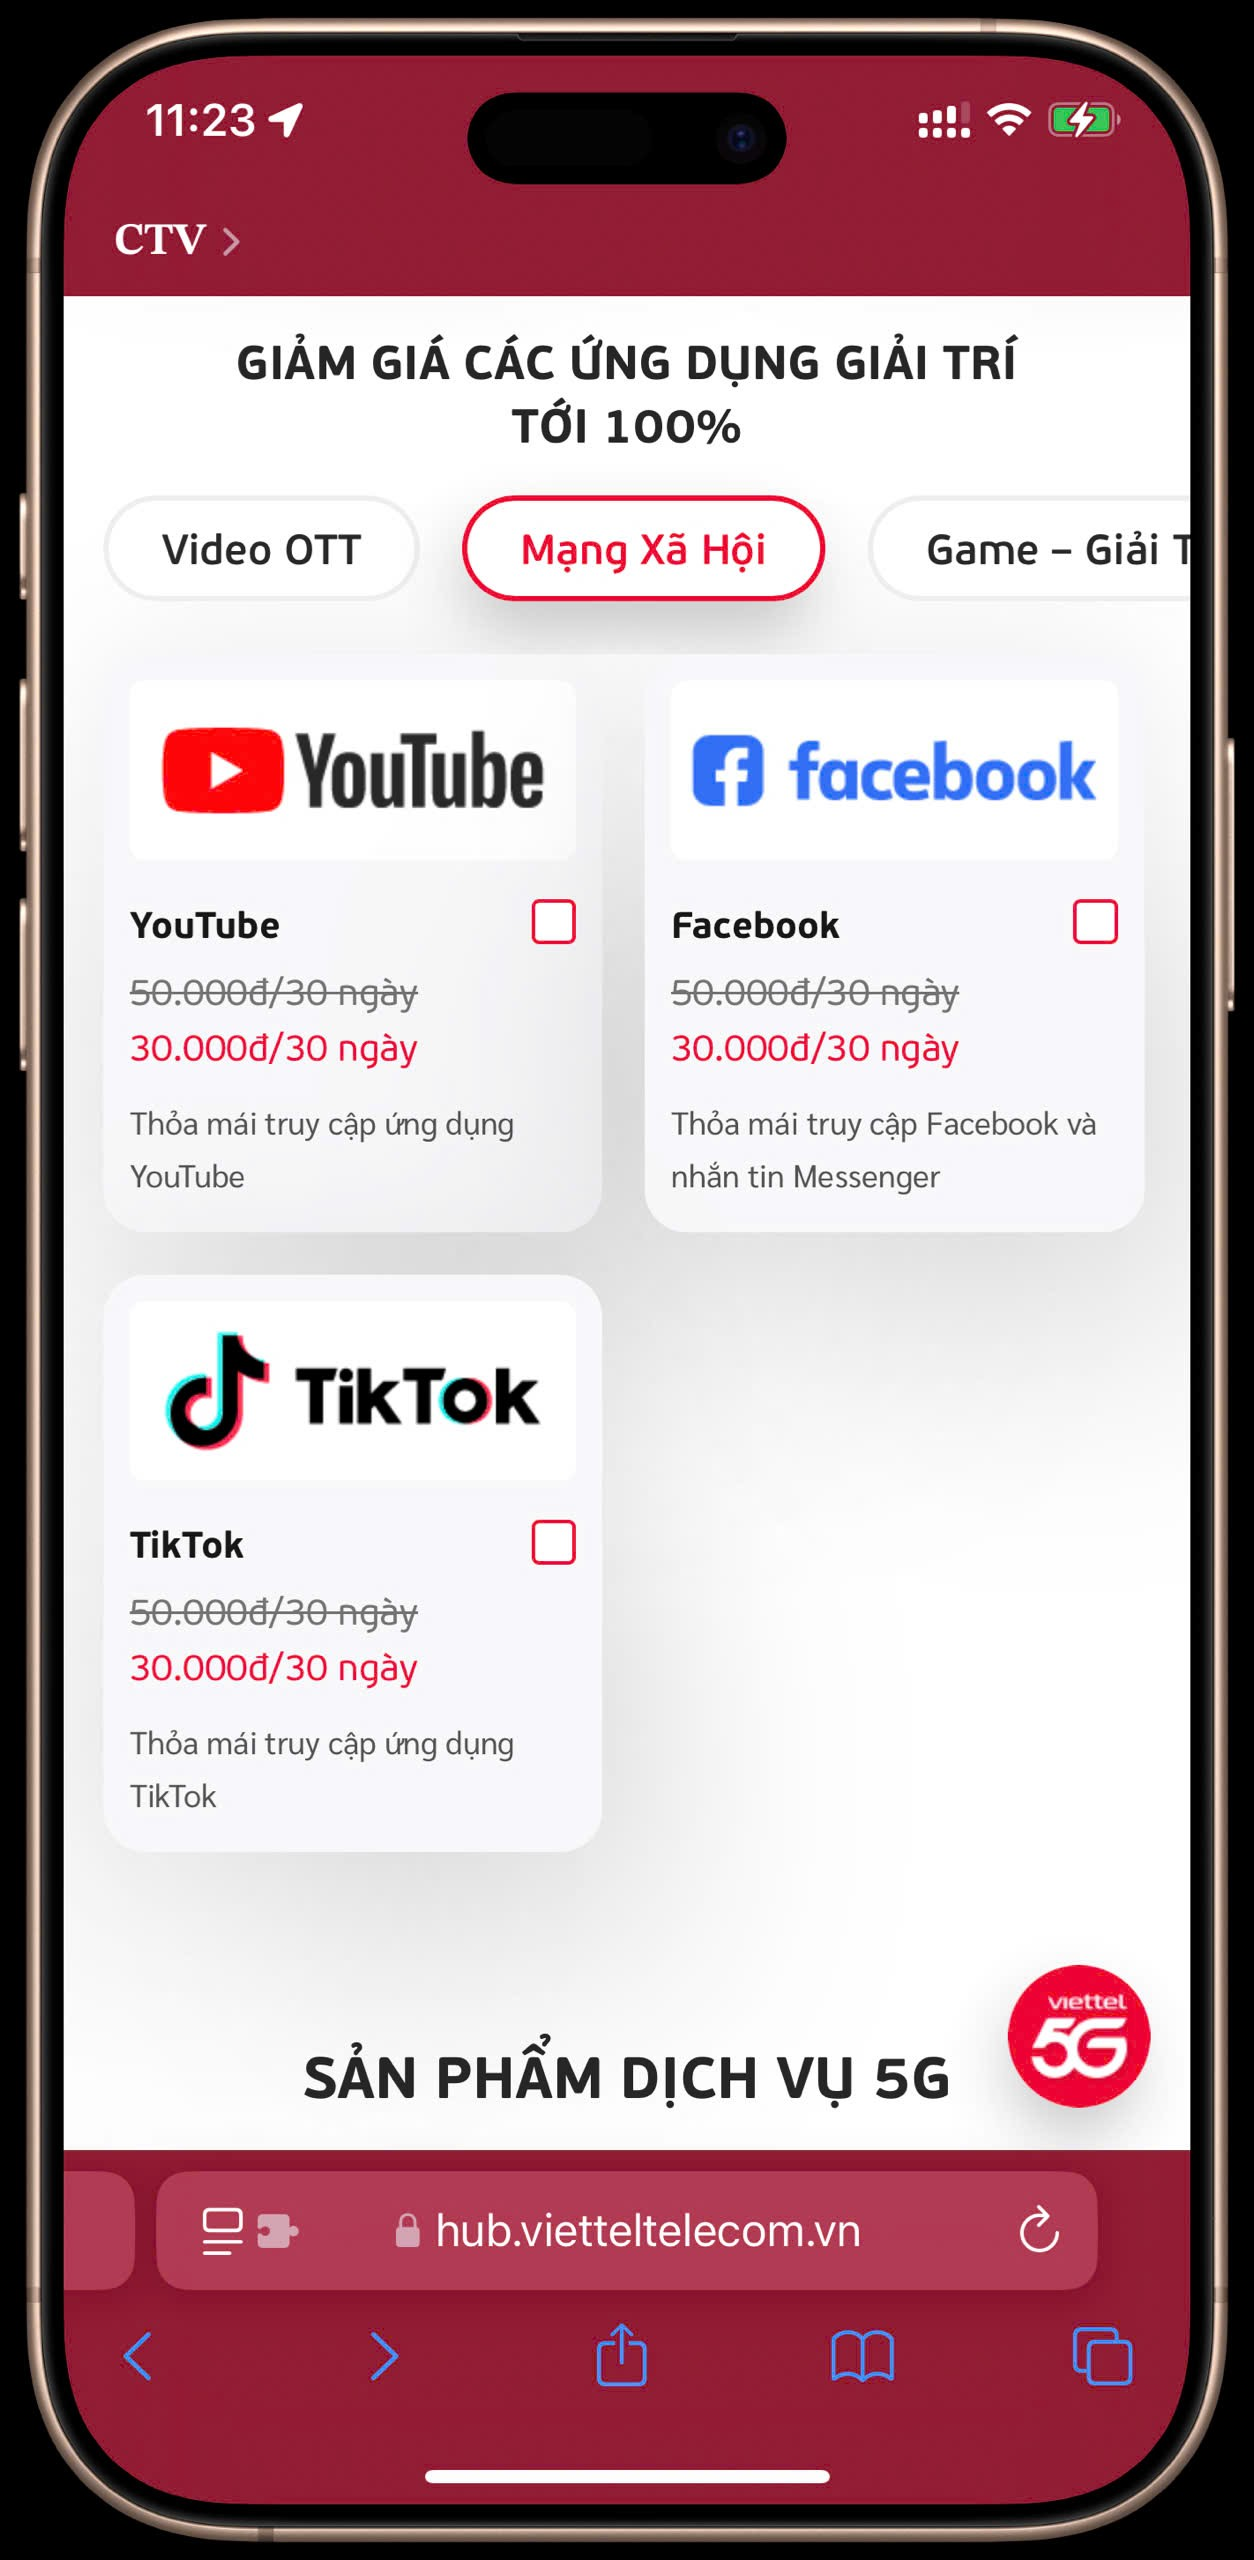 11:23
CTV
GIẢM GIÁ CÁC ỨNG DỤNG GIẢI TRÍ
TỚI 100%
Video OTT
Mạng Xã Hội
Game – Giải T
YouTube
facebook
YouTube
50.000đ/30 ngày
30.000đ/30 ngày
Thỏa mái truy cập ứng dụng
YouTube
Facebook
50.000đ/30 ngày
30.000đ/30 ngày
Thỏa mái truy cập Facebook và
nhắn tin Messenger
TikTok
TikTok
50.000đ/30 ngày
30.000đ/30 ngày
Thỏa mái truy cập ứng dụng
TikTok
viettel
5G
SẢN PHẨM DỊCH VỤ 5G
hub.vietteltelecom.vn